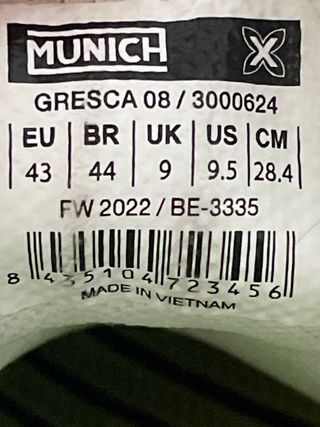 MUNICH X
GRESCA 08 / 3000624
EU BR UK US CM
43 44 9 9.5 28.4
FW 2022 / BE-3335
8 435104 723456
MADE IN VIETNAM